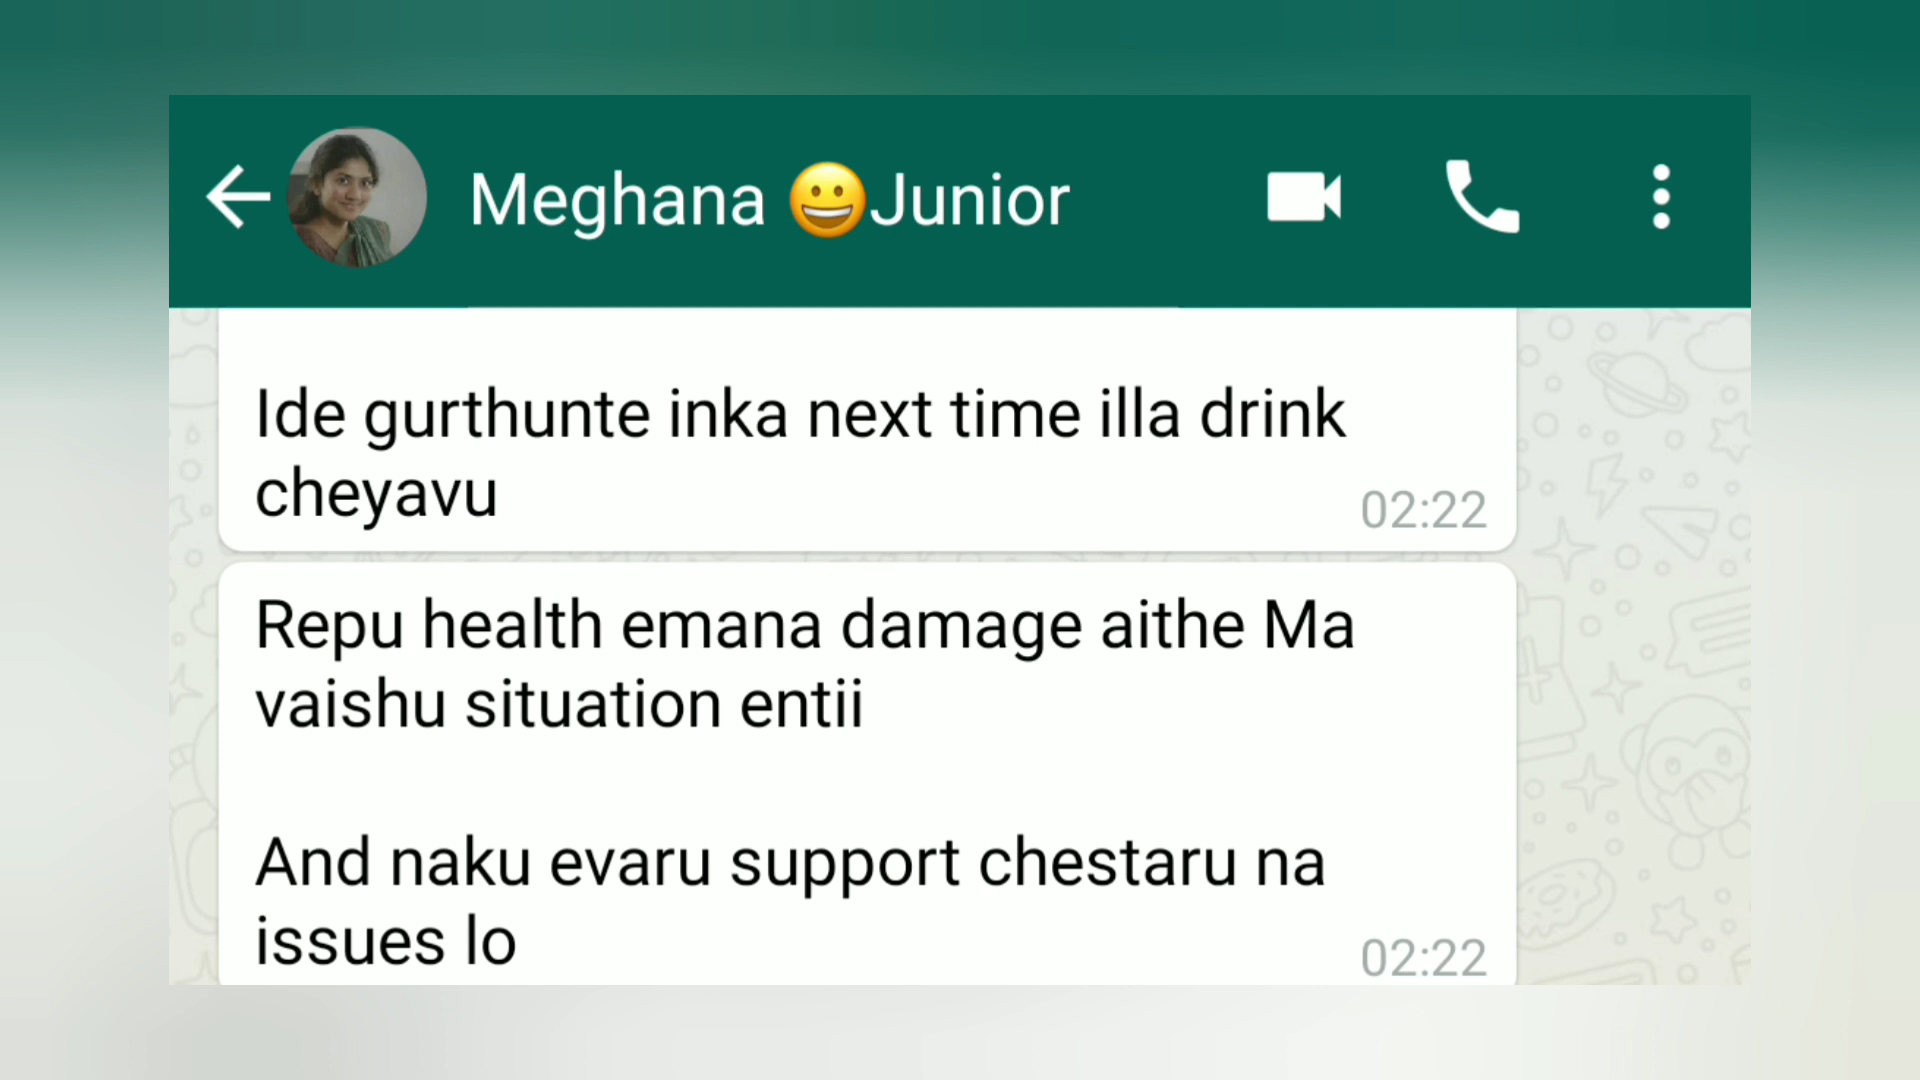 Meghana 😀Junior
Ide gurthunte inka next time illa drink
cheyavu
02:22
Repu health emana damage aithe Ma
vaishu situation entii
And naku evaru support chestaru na
issues lo
02:22